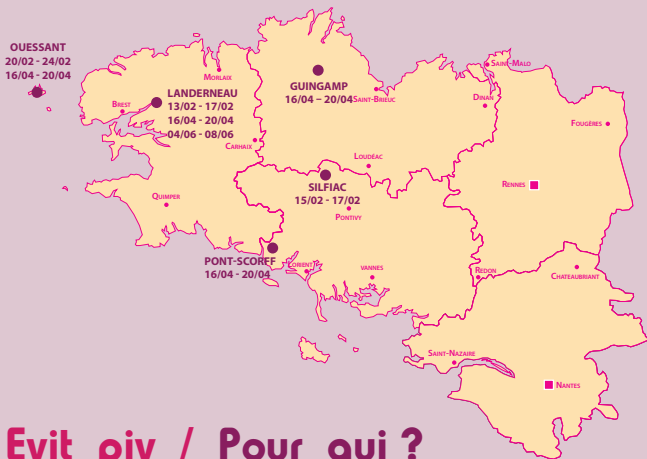 OUESSANT
20/02 - 24/02
16/04 - 20/04
Morlaix
Brest
LANDERNEAU
13/02 - 17/02
16/04 - 20/04
04/06 - 08/06
Carhaix
Quimper
GUINGAMP
16/04 – 20/04
Saint-Brieuc
Saint-Malo
Dinan
Fougères
Loudéac
SILFIAC
15/02 - 17/02
Pontivy
Rennes
PONT-SCORFF
16/04 - 20/04
Lorient
Vannes
Redon
Chateaubriant
Saint-Nazaire
Nantes
Evit piv / Pour qui ?